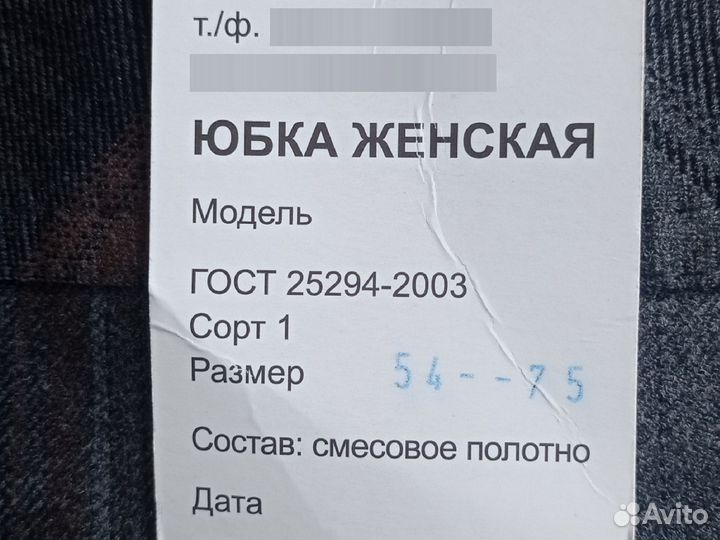 т./ф.
ЮБКА ЖЕНСКАЯ
Модель
ГОСТ 25294-2003
Сорт 1
Размер 54--75
Состав: смесовое полотно
Дата
Avito